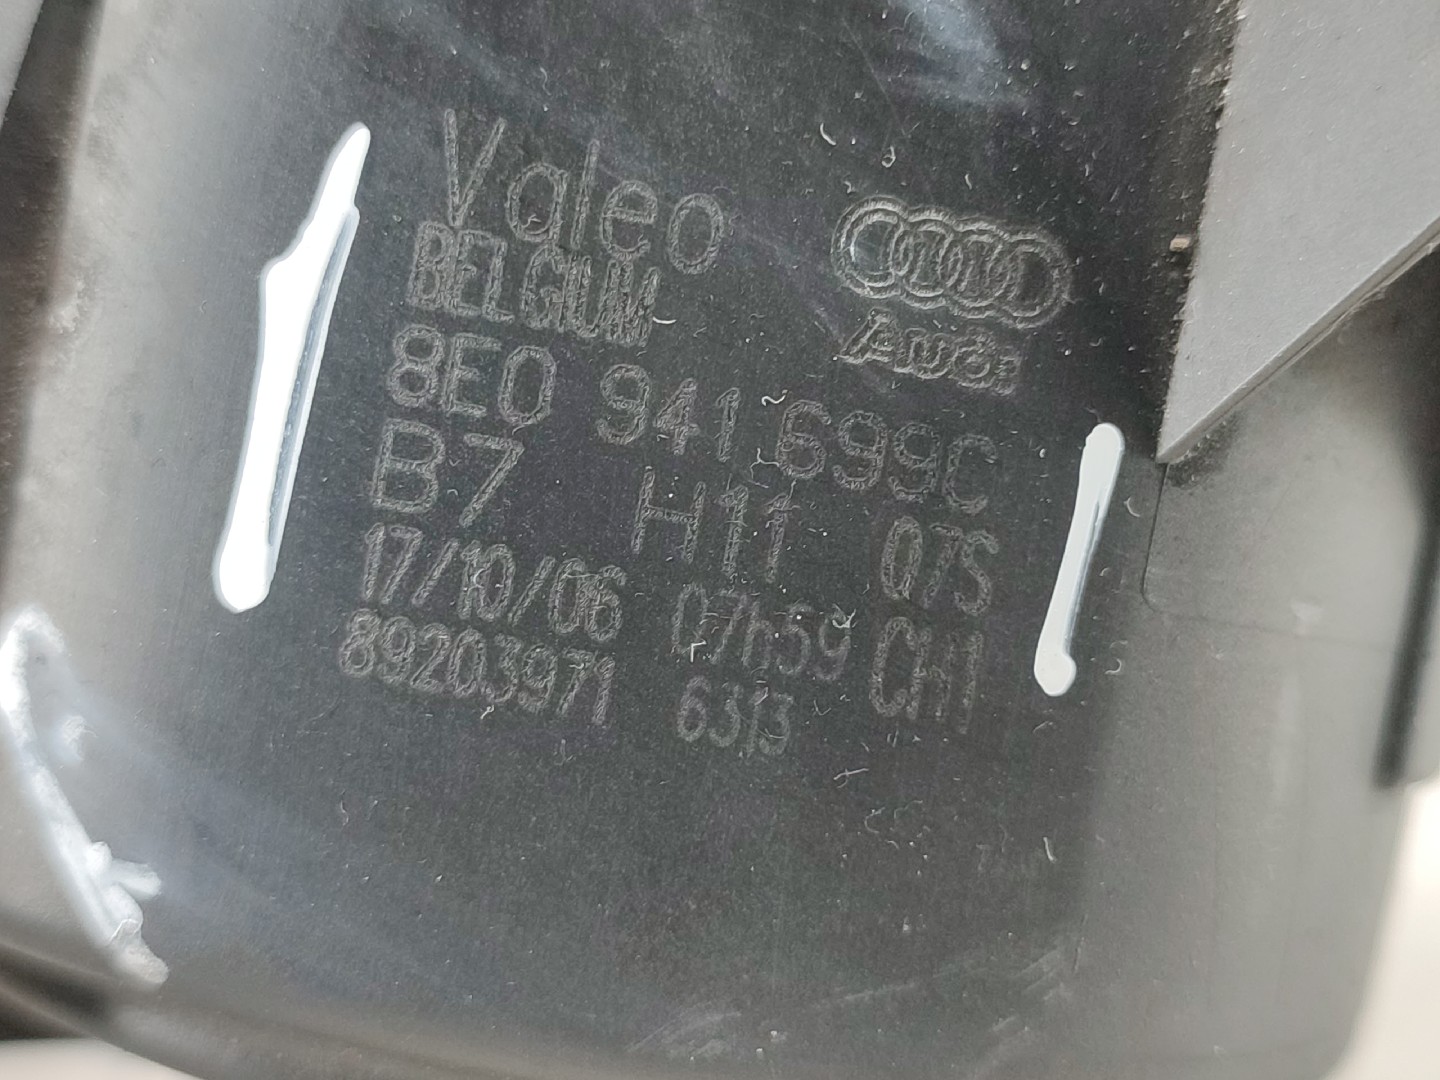 Valeo
BELGIUM
Audi
8E0 941 699C
B7 H11 07S
17/10/06 07h59 CH1
89203971 6313